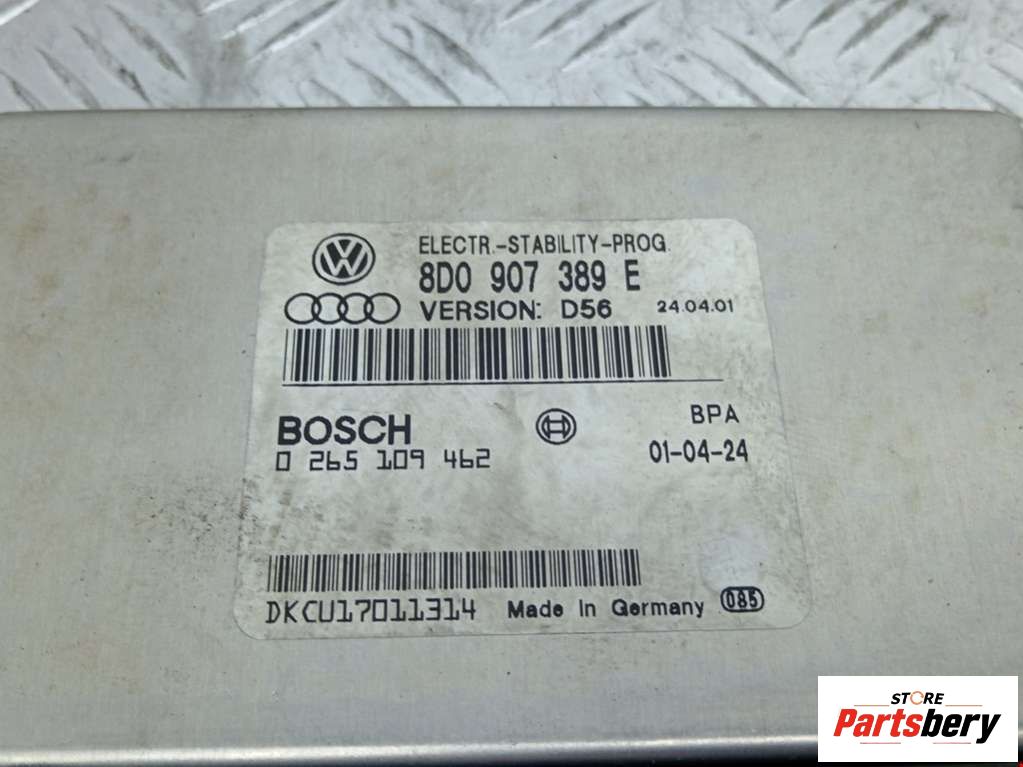 ELECTR.-STABILITY-PROG.
8D0 907 389 E
VERSION: D56 24.04.01
BOSCH BPA
0 265 109 462 01-04-24
DKCU17011314 Made in Germany 085
STORE
Partsbery